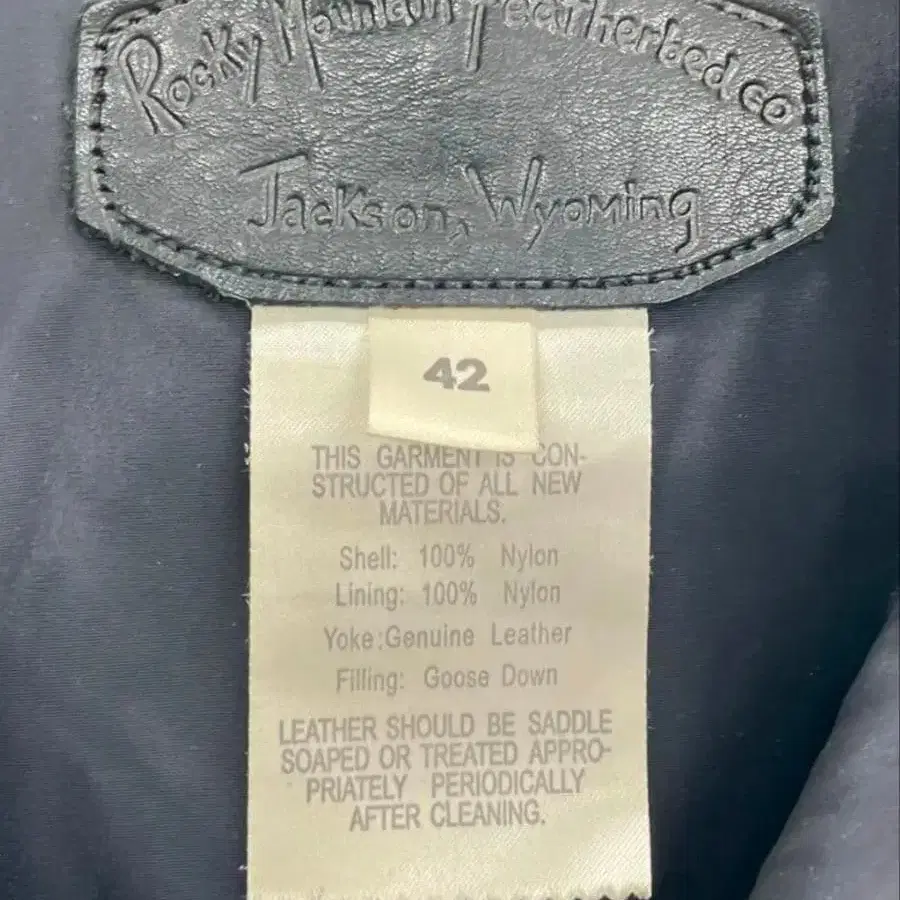 Rocky Mountain Featherbed co
Jackson, Wyoming
42
THIS GARMENT IS CON-
STRUCTED OF ALL NEW
MATERIALS.
Shell: 100% Nylon
Lining: 100% Nylon
Yoke:Genuine Leather
Filling: Goose Down
LEATHER SHOULD BE SADDLE
SOAPED OR TREATED APPRO-
PRIATELY PERIODICALLY
AFTER CLEANING.